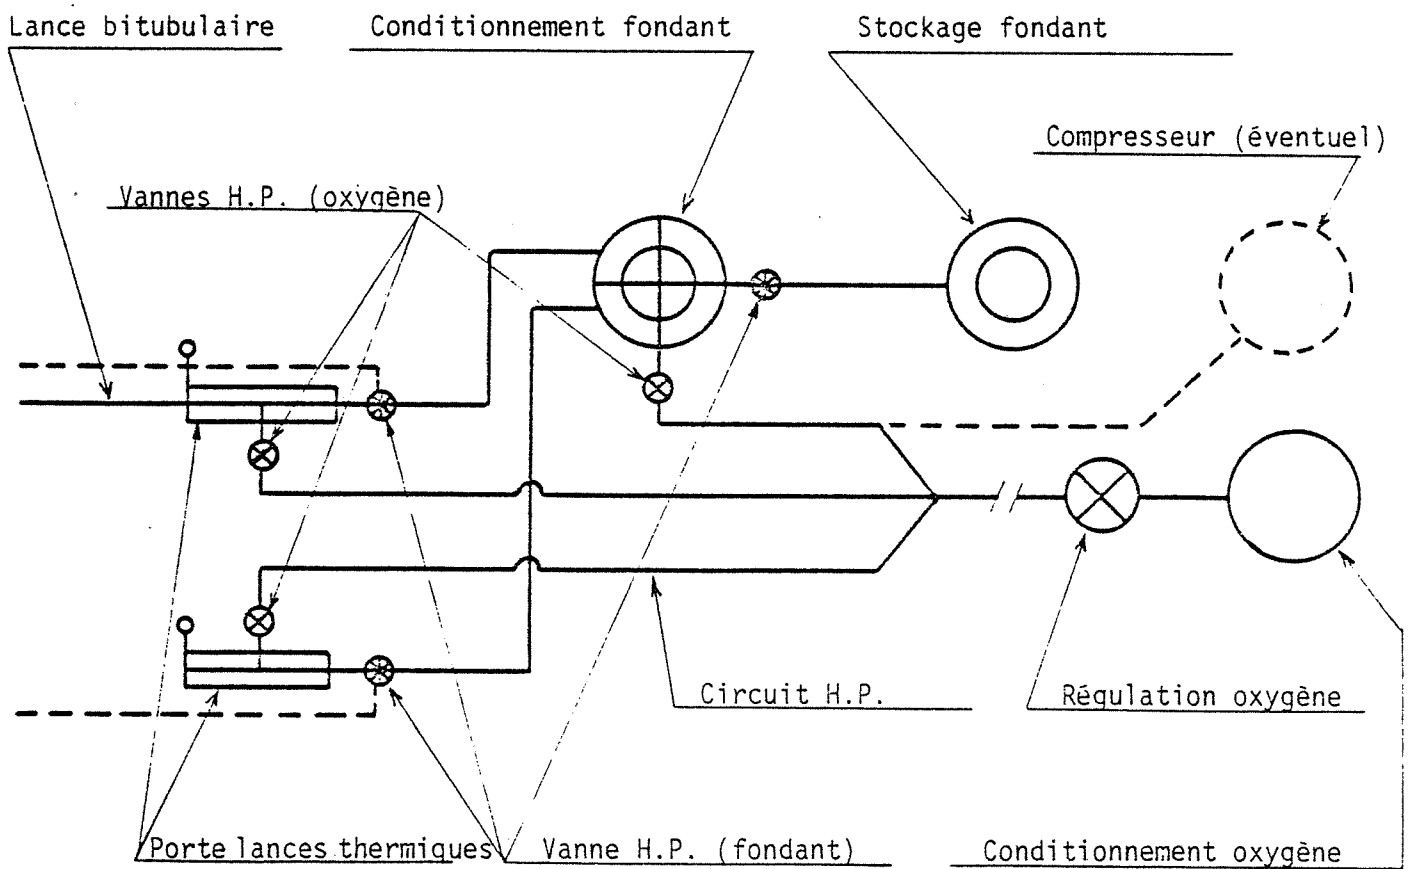 Lance bitubulaire
Conditionnement fondant
Stockage fondant
Compresseur (éventuel)
Vannes H.P. (oxygène)
Circuit H.P.
Régulation oxygène
Porte lances thermiques
Vanne H.P. (fondant)
Conditionnement oxygène